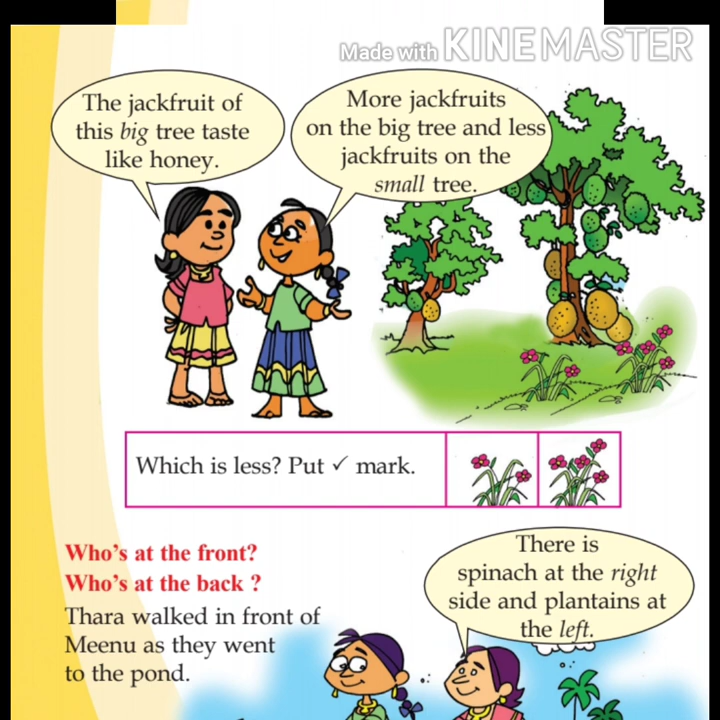 Made with KINEMASTER
The jackfruit of
this big tree taste
like honey.
More jackfruits
on the big tree and less
jackfruits on the
small tree.
Which is less? Put ✓ mark.
Who's at the front?
Who's at the back ?
Thara walked in front of
Meenu as they went
to the pond.
There is
spinach at the right
side and plantains at
the left.